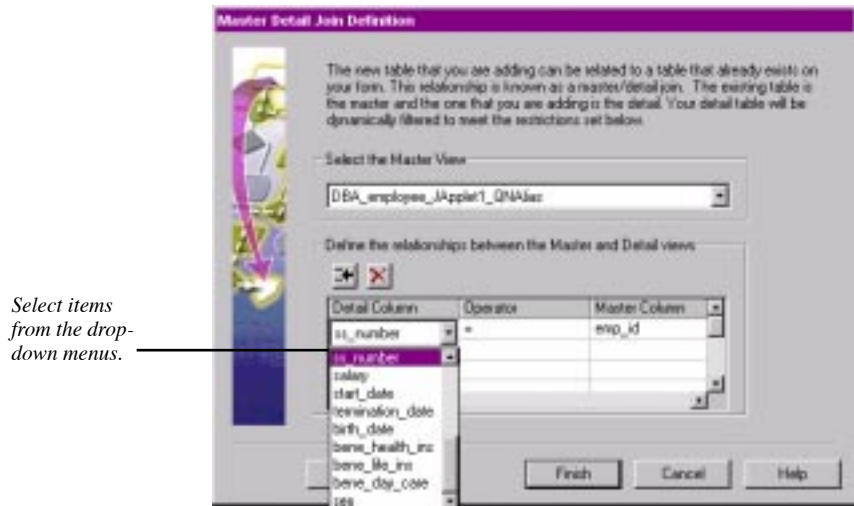 Master Detail Join Definition
The new table that you are adding can be related to a table that already exists on
your form. This relationship is known as a master/detail join. The existing table is
the master and the one that you are adding is the detail. Your detail table will be
dynamically filtered to meet the restrictions set below.
Select the Master View
DBA_employee_JApplet1_QNAlias
Define the relationships between the Master and Detail views
Detail Column Operator Master Column
ss_number = emp_id
Select items
from the drop-
down menus.
ss_number
salary
start_date
termination_date
birth_date
bene_health_ins
bene_life_ins
bene_day_care
sex
Finish Cancel Help